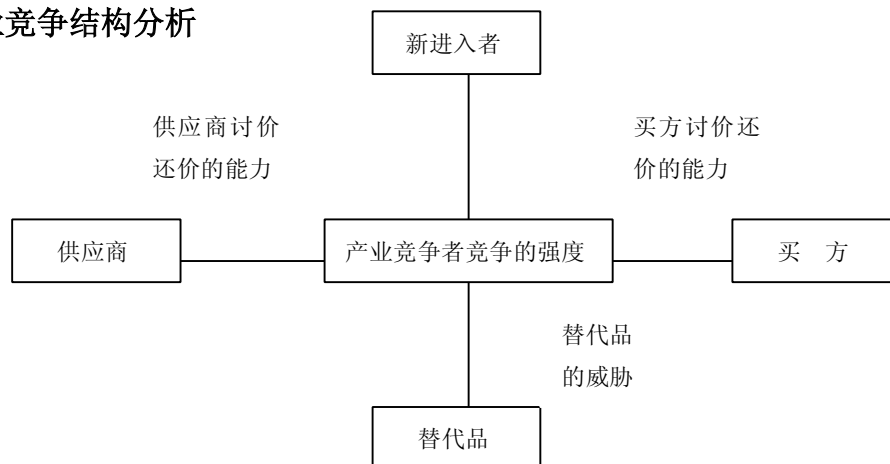 竞争结构分析
新进入者
供应商讨价
还价的能力
买方讨价还
价的能力
供应商
产业竞争者竞争的强度
买 方
替代品
的威胁
替代品